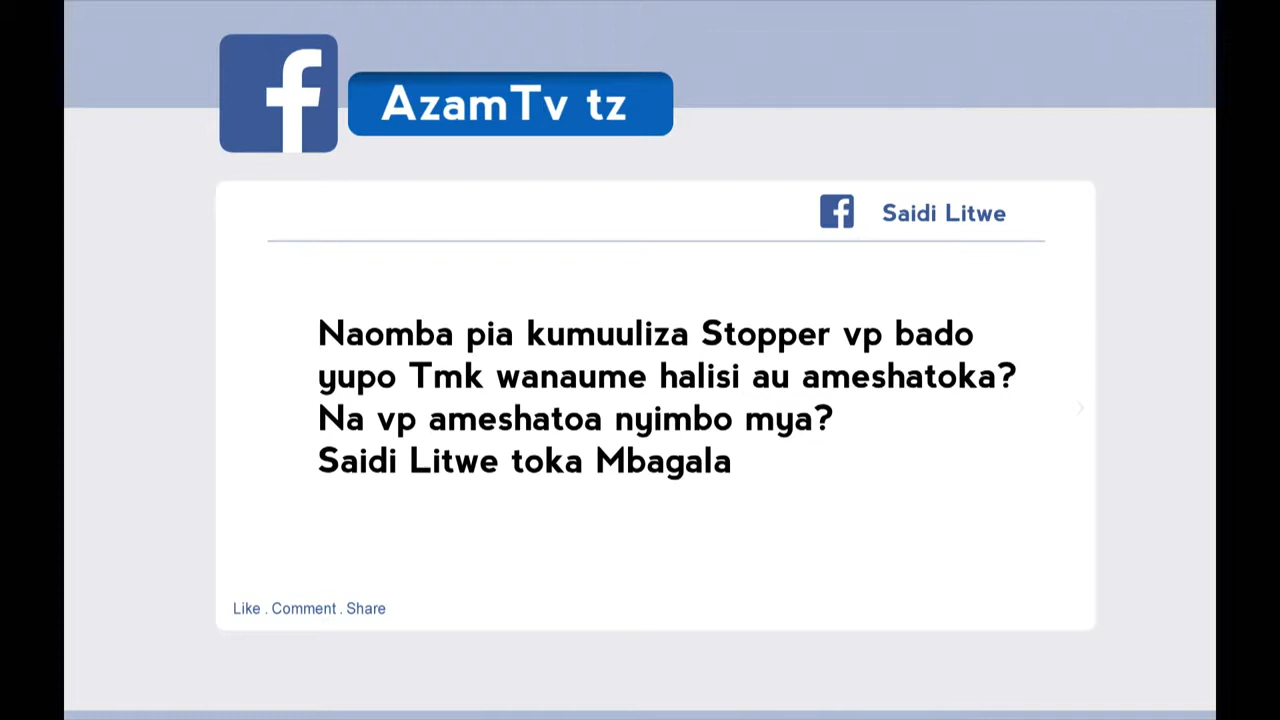 AzamTv tz
Saidi Litwe
Naomba pia kumuuliza Stopper vp bado
yupo Tmk wanaume halisi au ameshatoka?
Na vp ameshatoa nyimbo mya?
Saidi Litwe toka Mbagala
Like . Comment . Share